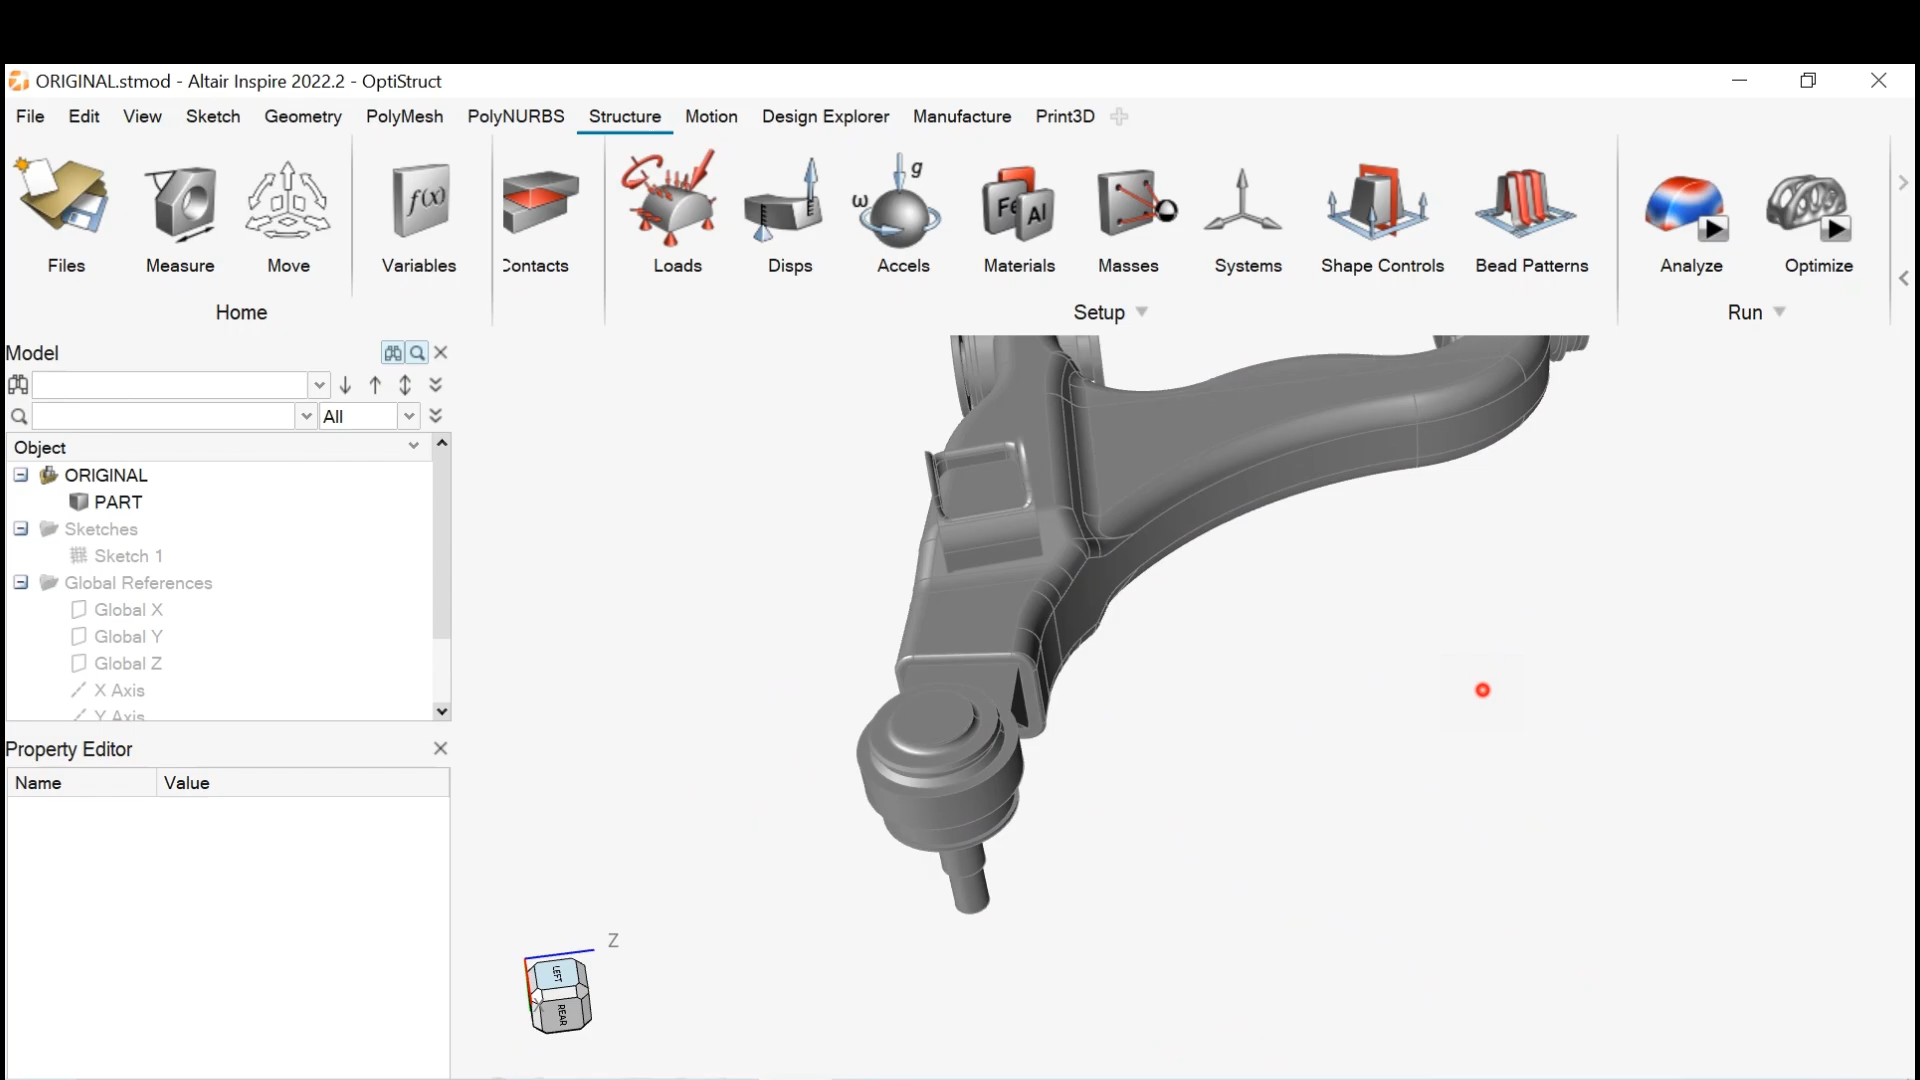 ORIGINAL.stmod - Altair Inspire 2022.2 - OptiStruct
File Edit View Sketch Geometry PolyMesh PolyNURBS Structure Motion Design Explorer Manufacture Print3D
f(x) g ω Fe Al
Files Measure Move Variables Contacts Loads Disps Accels Materials Masses Systems Shape Controls Bead Patterns Analyze Optimize
Home Setup Run
Model
All
Object
ORIGINAL
PART
Sketches
Sketch 1
Global References
Global X
Global Y
Global Z
X Axis
Y Axis
Property Editor
Name Value
Z
LEFT
REAR